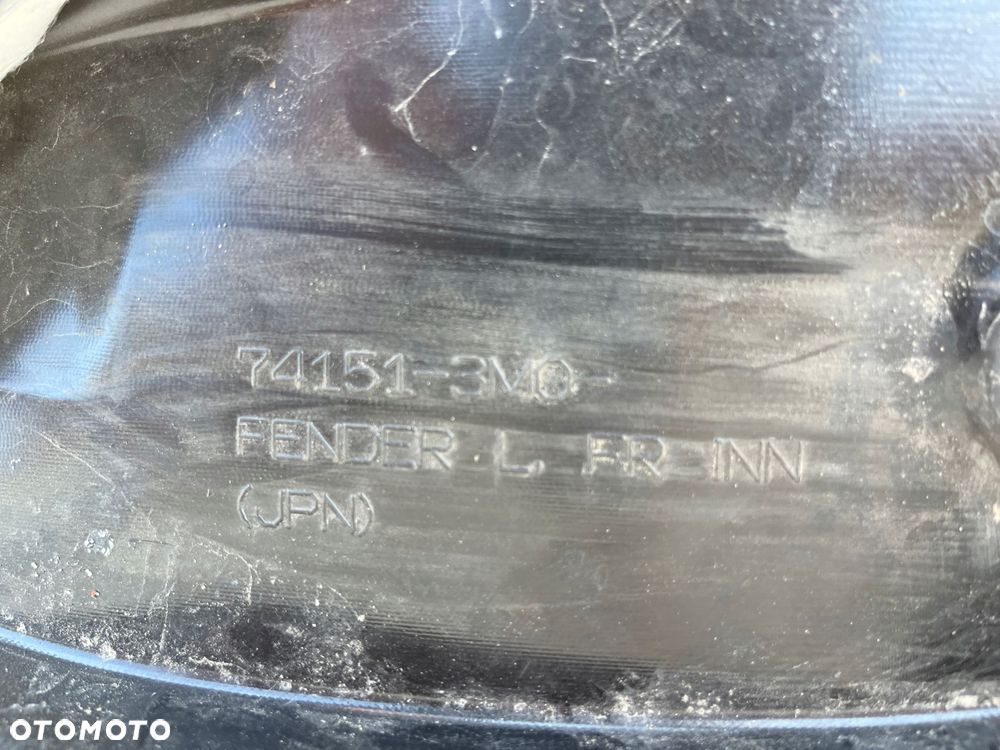 74151-3M0-
FENDER L, FR INN
(JPN)
OTOMOTO